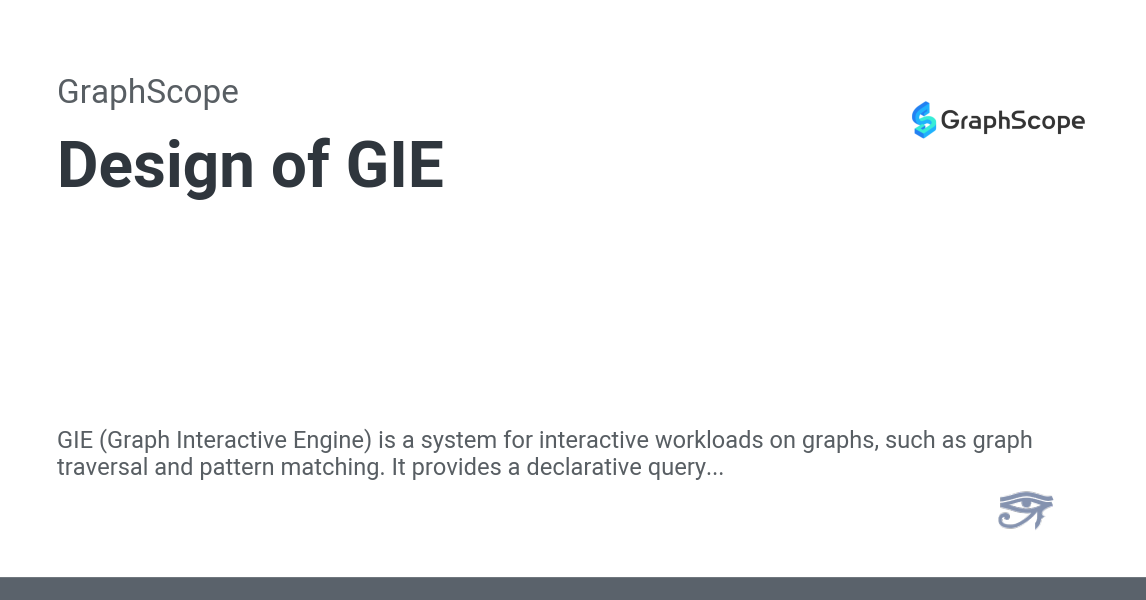 GraphScope
GraphScope
Design of GIE
GIE (Graph Interactive Engine) is a system for interactive workloads on graphs, such as graph
traversal and pattern matching. It provides a declarative query...